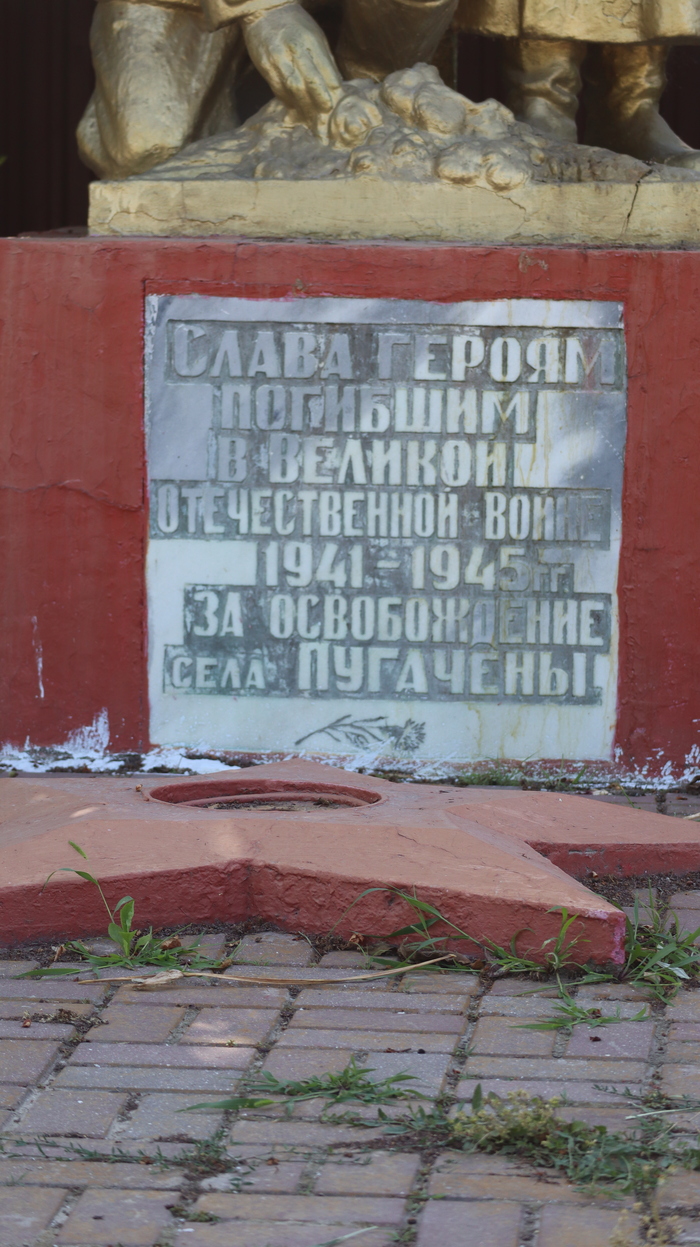 СЛАВА ГЕРОЯМ
ПОГИБШИМ
В ВЕЛИКОЙ
ОТЕЧЕСТВЕННОЙ ВОЙНЕ
1941-1945гг.
ЗА ОСВОБОЖДЕНИЕ
СЕЛА ПУГАЧЕНЫ.